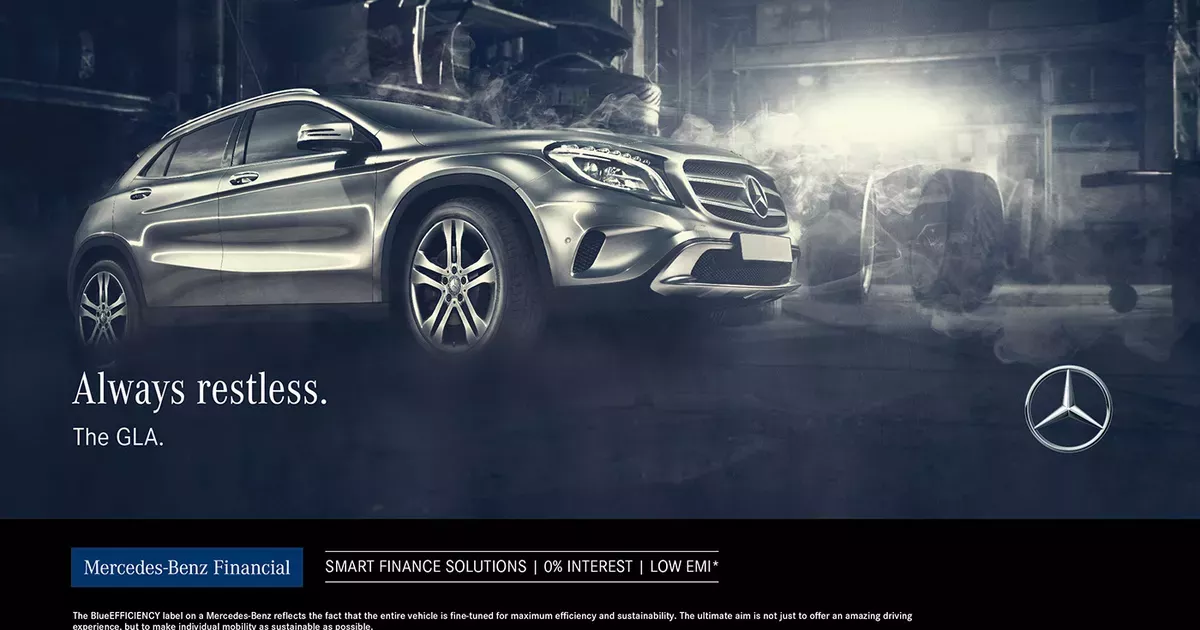 Always restless.
The GLA.
Mercedes-Benz Financial
SMART FINANCE SOLUTIONS | 0% INTEREST | LOW EMI*
The BlueEFFICIENCY label on a Mercedes-Benz reflects the fact that the entire vehicle is fine-tuned for maximum efficiency and sustainability. The ultimate aim is not just to offer an amazing driving
experience, but to make individual mobility as sustainable as possible.